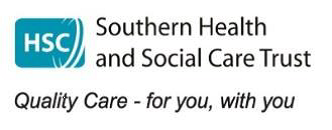 HSC Southern Health
and Social Care Trust
Quality Care - for you, with you